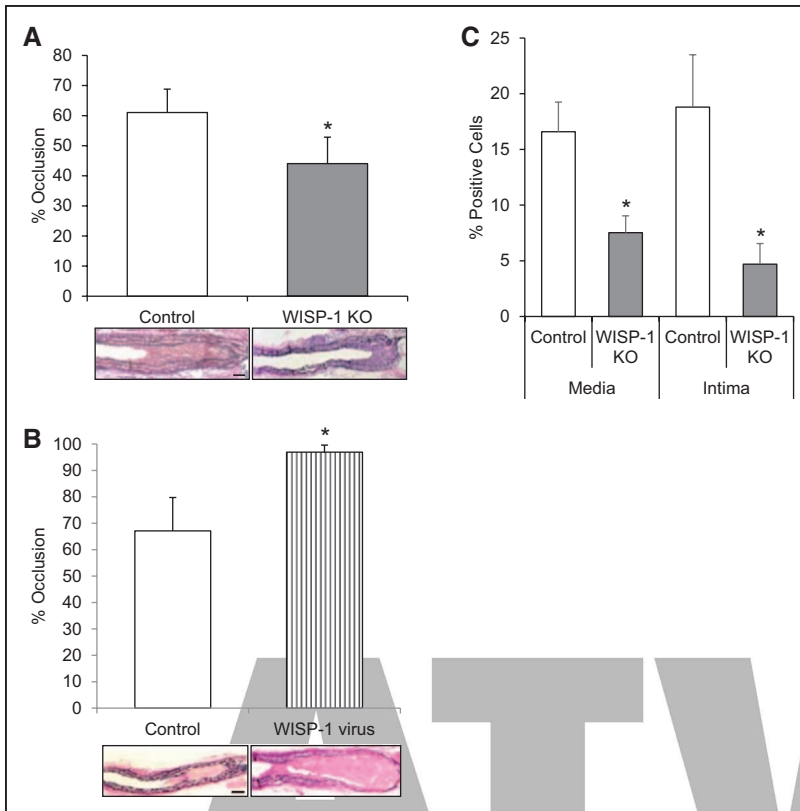 A
% Occlusion
80
70
60
50
40
30
20
10
0
*
Control WISP-1 KO
C
% Positive Cells
25
20
15
10
5
0
* *
Control WISP-1 KO Control WISP-1 KO
Media Intima
B
% Occlusion
100
90
80
70
60
50
40
30
20
10
0
*
Control WISP-1 virus
ATV